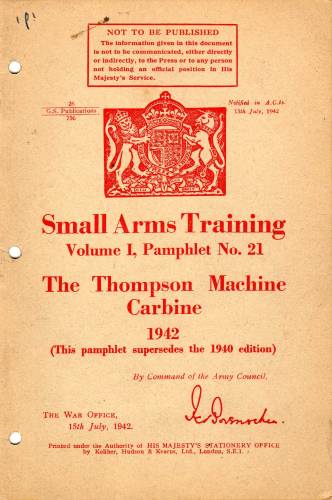 'P'
NOT TO BE PUBLISHED
The information given in this document
is not to be communicated, either directly
or indirectly, to the Press or to any person
not holding an official position in His
Majesty's Service.
26
G.S. Publications
736
Notified in A.C.Is.
15th July, 1942
Small Arms Training
Volume I, Pamphlet No. 21
The Thompson Machine
Carbine
1942
(This pamphlet supersedes the 1940 edition)
By Command of the Army Council,
THE WAR OFFICE,
15th July, 1942.
Printed under the Authority of HIS MAJESTY'S STATIONERY OFFICE
by Keliher, Hudson & Kearns, Ltd., London, S.E.1.